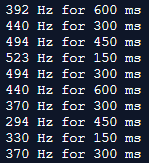 392 Hz for 600 ms
440 Hz for 300 ms
494 Hz for 450 ms
523 Hz for 150 ms
494 Hz for 300 ms
440 Hz for 600 ms
370 Hz for 300 ms
294 Hz for 450 ms
330 Hz for 150 ms
370 Hz for 300 ms